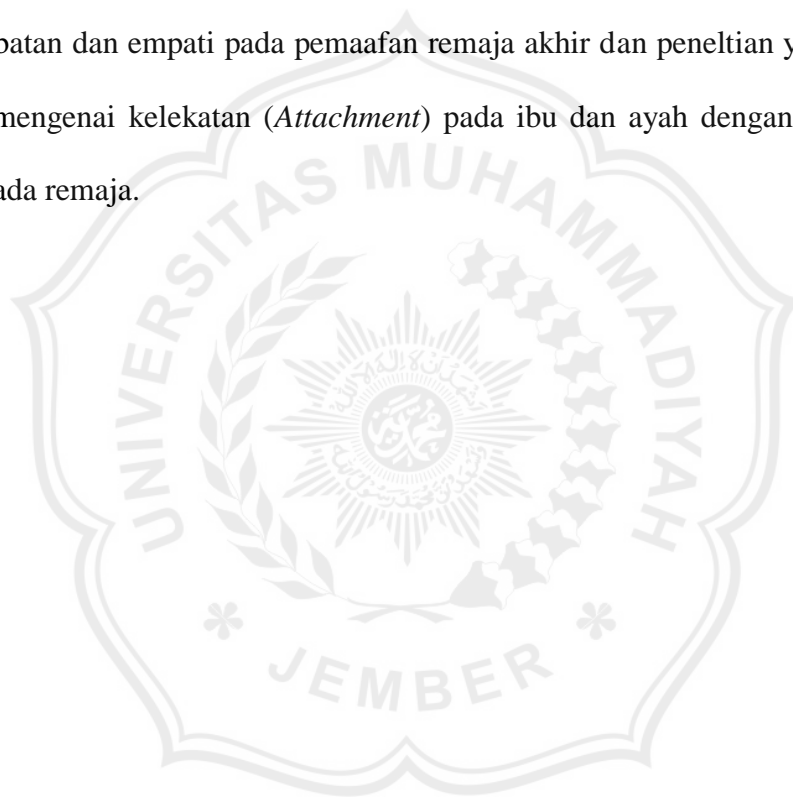 batan dan empati pada pemaafan remaja akhir dan peneltian y
mengenai kelekatan (Attachment) pada ibu dan ayah dengan
ada remaja.
UNIVERSITAS MUHAMMADIYAH
JEMBER